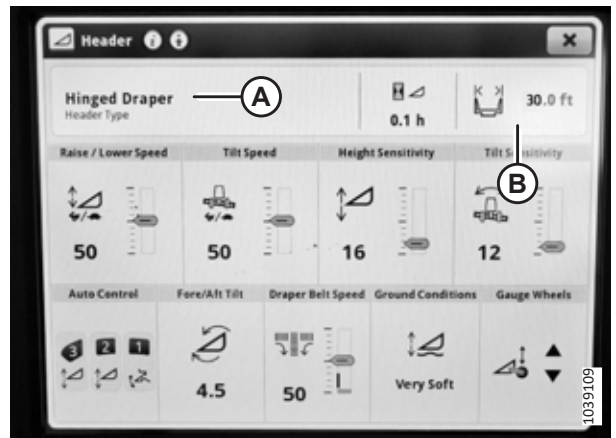 Header
A
Hinged Draper
Header Type
0.1 h
30.0 ft
B
Raise / Lower Speed
Tilt Speed
Height Sensitivity
Tilt Sensitivity
50
50
16
12
Auto Control
Fore/Aft Tilt
Draper Belt Speed
Ground Conditions
Gauge Wheels
3 2 1
4.5
50
Very Soft
1039109